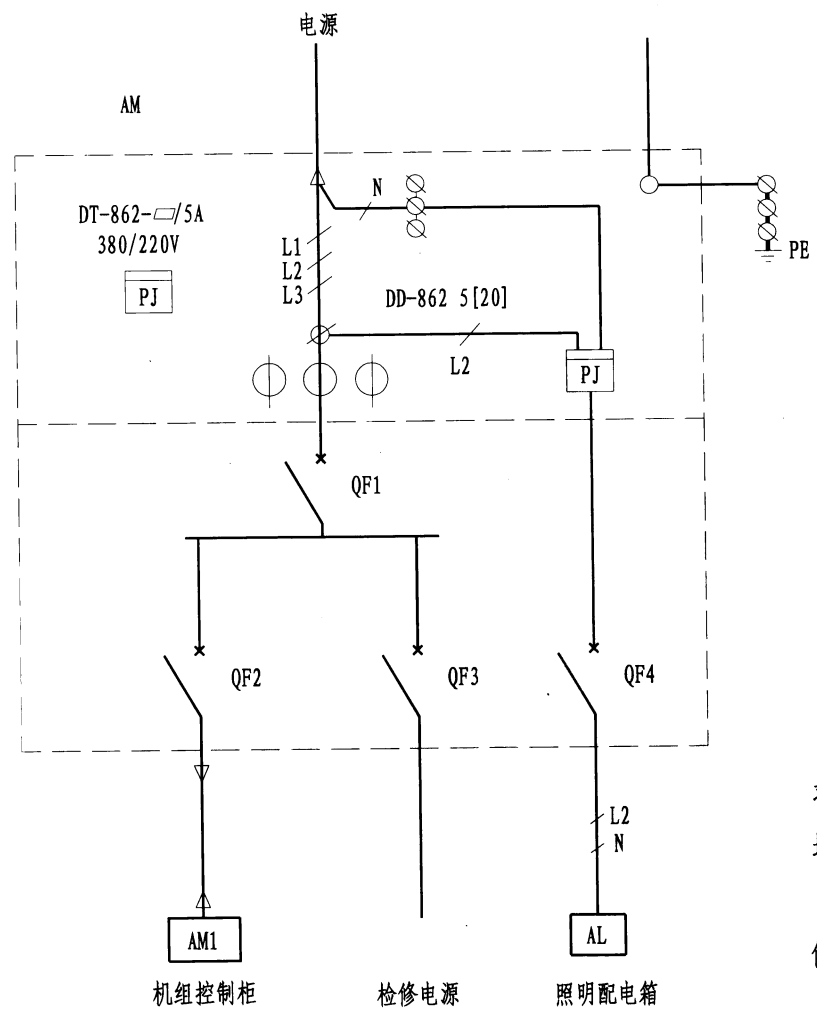 电源
AM
N
DT-862-▱/5A
380/220V
L1
L2
L3
PE
PJ
DD-862 5[20]
L2
PJ
QF1
QF2
QF3
QF4
L2
N
AM1
AL
机组控制柜
检修电源
照明配电箱